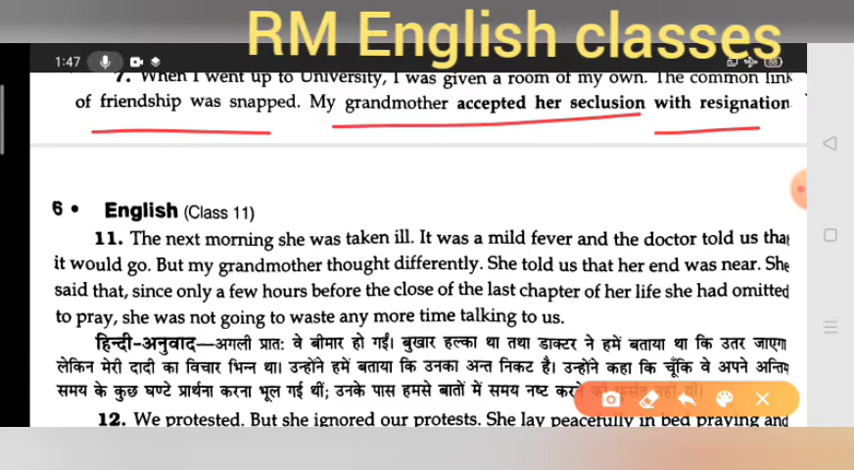 RM English classes
1:47
7. When I went up to University, I was given a room of my own. The common link
of friendship was snapped. My grandmother accepted her seclusion with resignation
6 • English (Class 11)
11. The next morning she was taken ill. It was a mild fever and the doctor told us that
it would go. But my grandmother thought differently. She told us that her end was near. She
said that, since only a few hours before the close of the last chapter of her life she had omitted
to pray, she was not going to waste any more time talking to us.
हिन्दी-अनुवाद—अगली प्रात: वे बीमार हो गईं। बुखार हल्का था तथा डाक्टर ने हमें बताया था कि उतर जाएगा
लेकिन मेरी दादी का विचार भिन्न था। उन्होंने हमें बताया कि उनका अन्त निकट है। उन्होंने कहा कि चूँकि वे अपने अन्तिम
समय के कुछ घण्टे प्रार्थना करना भूल गई थीं; उनके पास हमसे बातों में समय नष्ट करने की फुर्सत नहीं थी।
12. We protested. But she ignored our protests. She lay peacefully in bed praying and